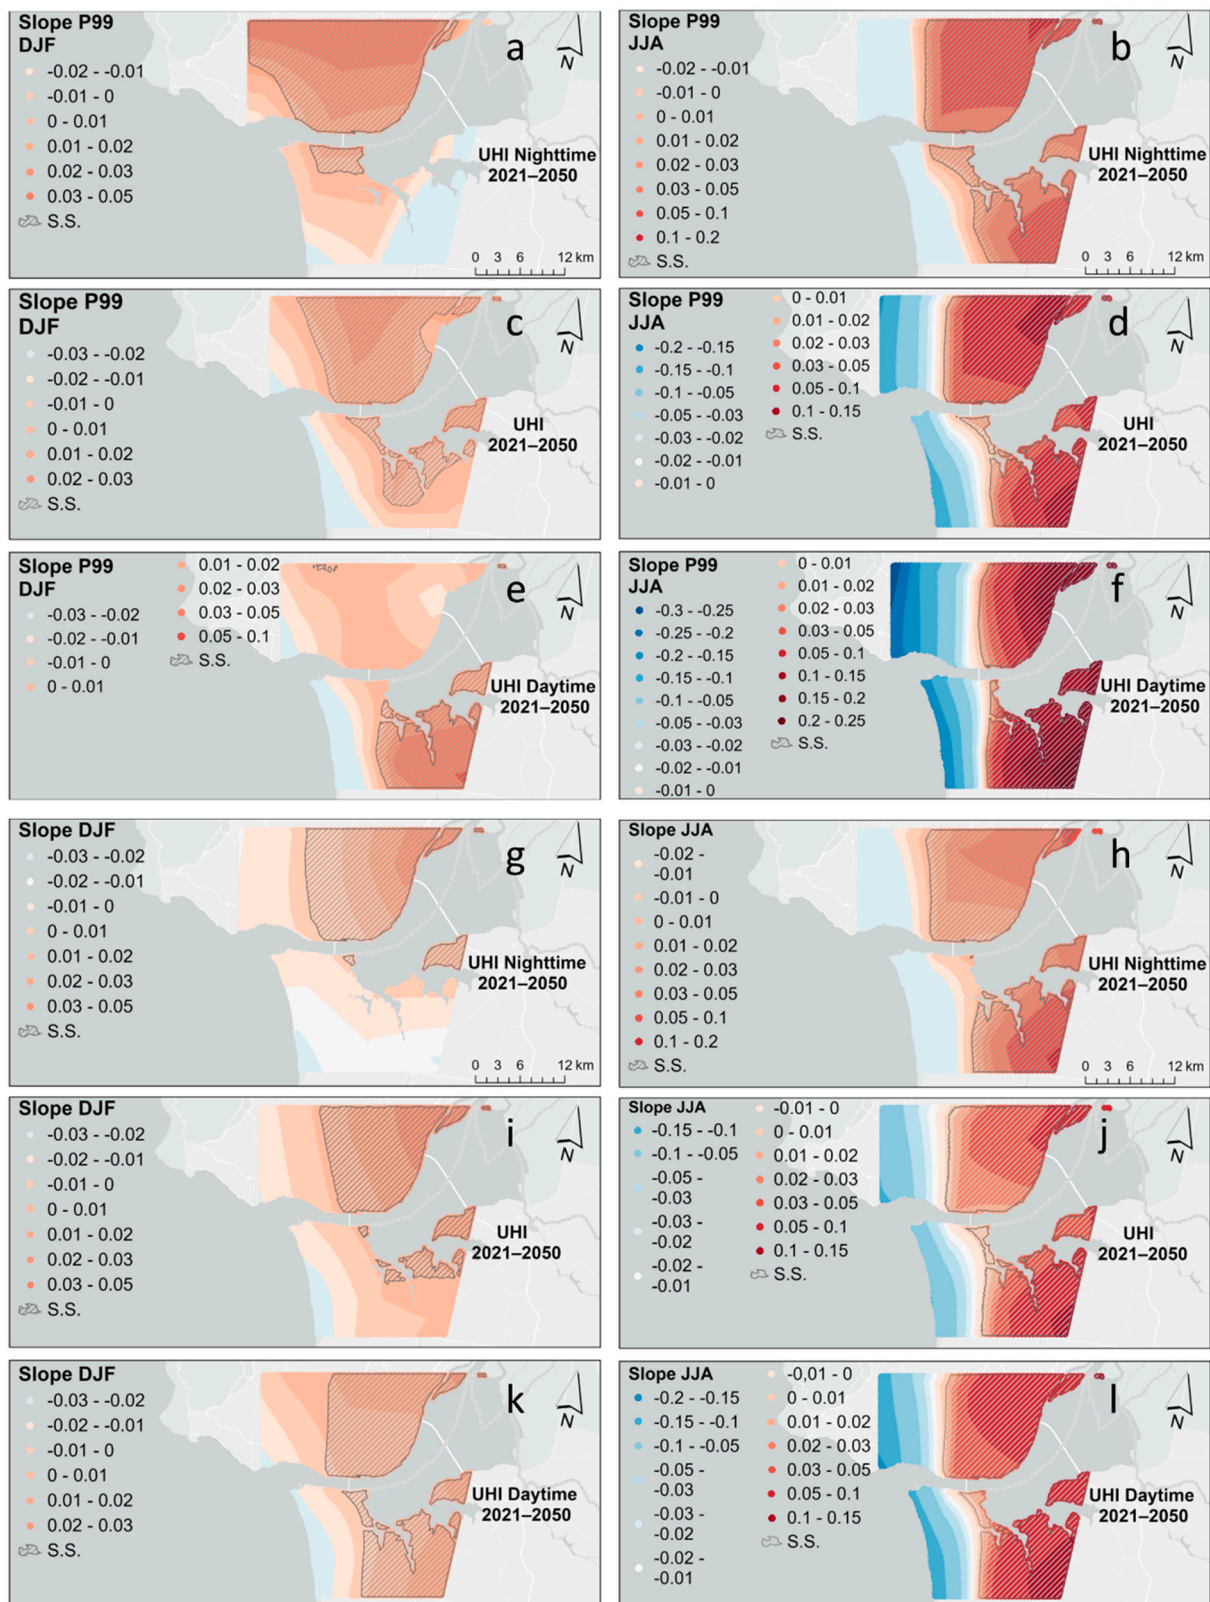 Slope P99
DJF
-0.02 - -0.01
-0.01 - 0
0 - 0.01
0.01 - 0.02
0.02 - 0.03
0.03 - 0.05
S.S.
a
N
UHI Nighttime
2021–2050
0 3 6 12 km
Slope P99
JJA
-0.02 - -0.01
-0.01 - 0
0 - 0.01
0.01 - 0.02
0.02 - 0.03
0.03 - 0.05
0.05 - 0.1
0.1 - 0.2
S.S.
b
N
UHI Nighttime
2021–2050
0 3 6 12 km
Slope P99
DJF
-0.03 - -0.02
-0.02 - -0.01
-0.01 - 0
0 - 0.01
0.01 - 0.02
0.02 - 0.03
S.S.
c
N
UHI
2021–2050
Slope P99
JJA
-0.2 - -0.15
-0.15 - -0.1
-0.1 - -0.05
-0.05 - -0.03
-0.03 - -0.02
-0.02 - -0.01
-0.01 - 0
0 - 0.01
0.01 - 0.02
0.02 - 0.03
0.03 - 0.05
0.05 - 0.1
0.1 - 0.15
S.S.
d
N
UHI
2021–2050
Slope P99
DJF
-0.03 - -0.02
-0.02 - -0.01
-0.01 - 0
0 - 0.01
0.01 - 0.02
0.02 - 0.03
0.03 - 0.05
0.05 - 0.1
S.S.
e
N
UHI Daytime
2021–2050
Slope P99
JJA
-0.3 - -0.25
-0.25 - -0.2
-0.2 - -0.15
-0.15 - -0.1
-0.1 - -0.05
-0.05 - -0.03
-0.03 - -0.02
-0.02 - -0.01
-0.01 - 0
0 - 0.01
0.01 - 0.02
0.02 - 0.03
0.03 - 0.05
0.05 - 0.1
0.1 - 0.15
0.15 - 0.2
0.2 - 0.25
S.S.
f
N
UHI Daytime
2021–2050
Slope DJF
-0.03 - -0.02
-0.02 - -0.01
-0.01 - 0
0 - 0.01
0.01 - 0.02
0.02 - 0.03
0.03 - 0.05
S.S.
g
N
UHI Nighttime
2021–2050
0 3 6 12 km
Slope JJA
-0.02 -
-0.01
-0.01 - 0
0 - 0.01
0.01 - 0.02
0.02 - 0.03
0.03 - 0.05
0.05 - 0.1
0.1 - 0.2
S.S.
h
N
UHI Nighttime
2021–2050
0 3 6 12 km
Slope DJF
-0.03 - -0.02
-0.02 - -0.01
-0.01 - 0
0 - 0.01
0.01 - 0.02
0.02 - 0.03
0.03 - 0.05
S.S.
i
N
UHI
2021–2050
Slope JJA
-0.15 - -0.1
-0.1 - -0.05
-0.05 -
-0.03
-0.03 -
-0.02
-0.02 -
-0.01
-0.01 - 0
0 - 0.01
0.01 - 0.02
0.02 - 0.03
0.03 - 0.05
0.05 - 0.1
0.1 - 0.15
S.S.
j
N
UHI
2021–2050
Slope DJF
-0.03 - -0.02
-0.02 - -0.01
-0.01 - 0
0 - 0.01
0.01 - 0.02
0.02 - 0.03
S.S.
k
N
UHI Daytime
2021–2050
Slope JJA
-0.2 - -0.15
-0.15 - -0.1
-0.1 - -0.05
-0.05 -
-0.03
-0.03 -
-0.02
-0.02 -
-0.01
-0,01 - 0
0 - 0.01
0.01 - 0.02
0.02 - 0.03
0.03 - 0.05
0.05 - 0.1
0.1 - 0.15
S.S.
l
N
UHI Daytime
2021–2050